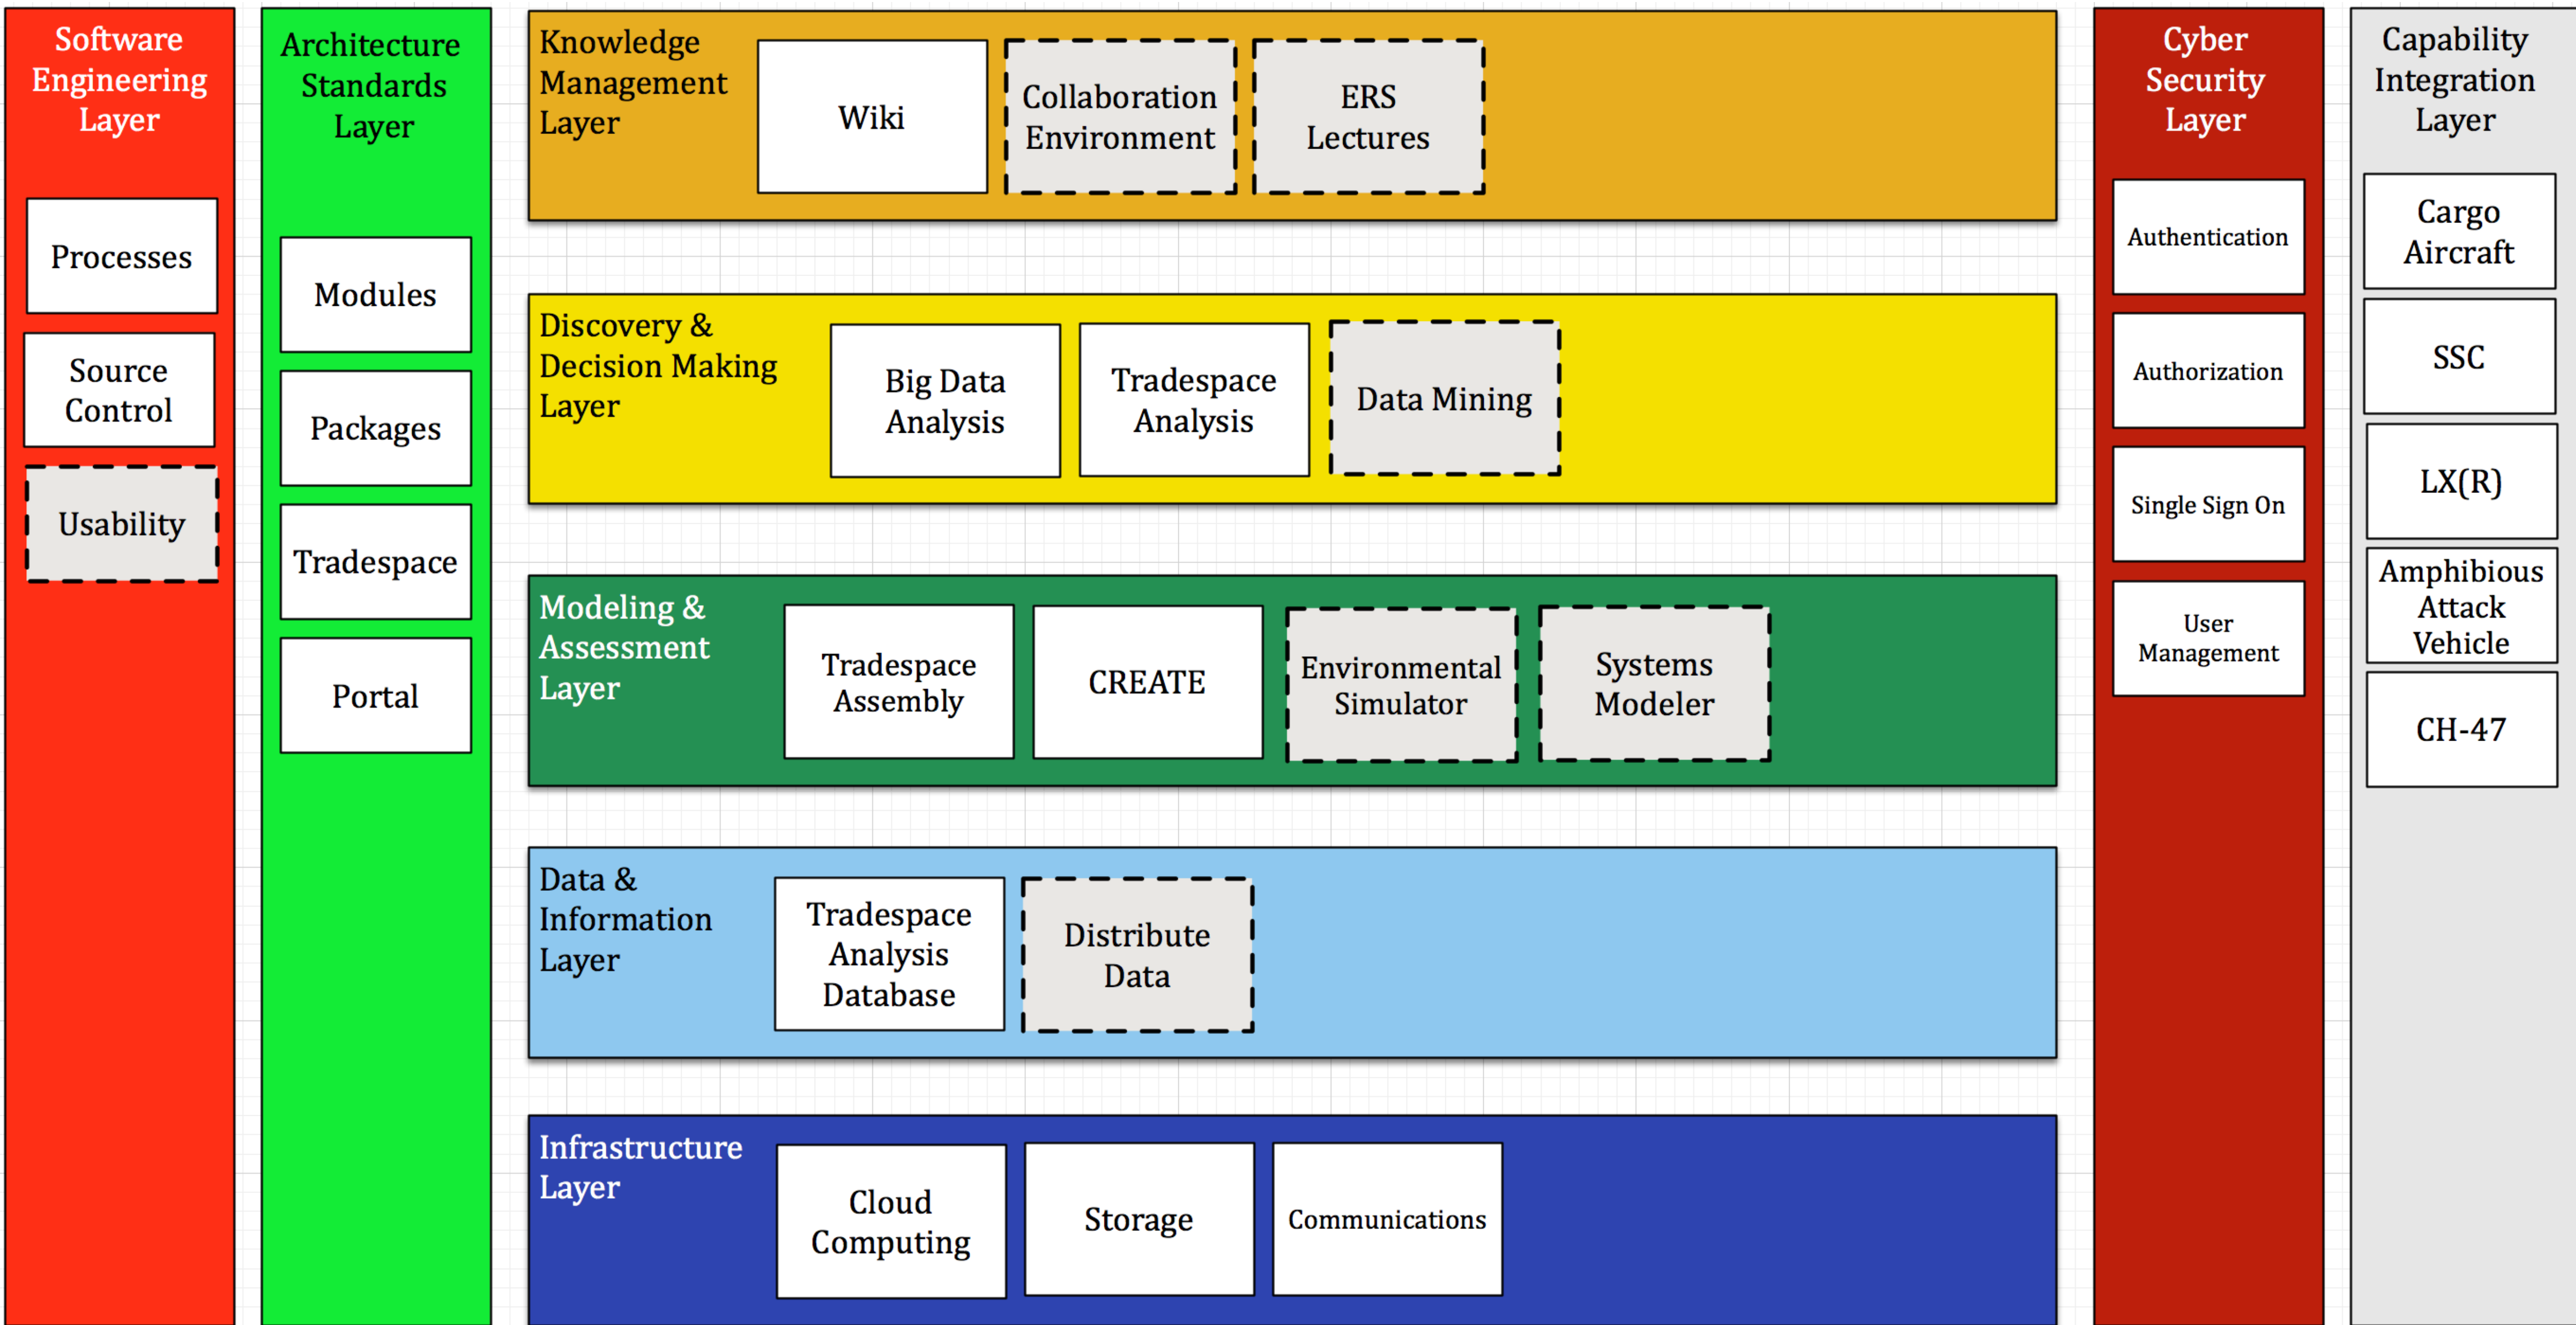 Software
Engineering
Layer
Processes
Source
Control
Usability
Architecture
Standards
Layer
Modules
Packages
Tradespace
Portal
Knowledge
Management
Layer
Wiki
Collaboration
Environment
ERS
Lectures
Discovery &
Decision Making
Layer
Big Data
Analysis
Tradespace
Analysis
Data Mining
Modeling &
Assessment
Layer
Tradespace
Assembly
CREATE
Environmental
Simulator
Systems
Modeler
Data &
Information
Layer
Tradespace
Analysis
Database
Distribute
Data
Infrastructure
Layer
Cloud
Computing
Storage
Communications
Cyber
Security
Layer
Authentication
Authorization
Single Sign On
User
Management
Capability
Integration
Layer
Cargo
Aircraft
SSC
LX(R)
Amphibious
Attack
Vehicle
CH-47